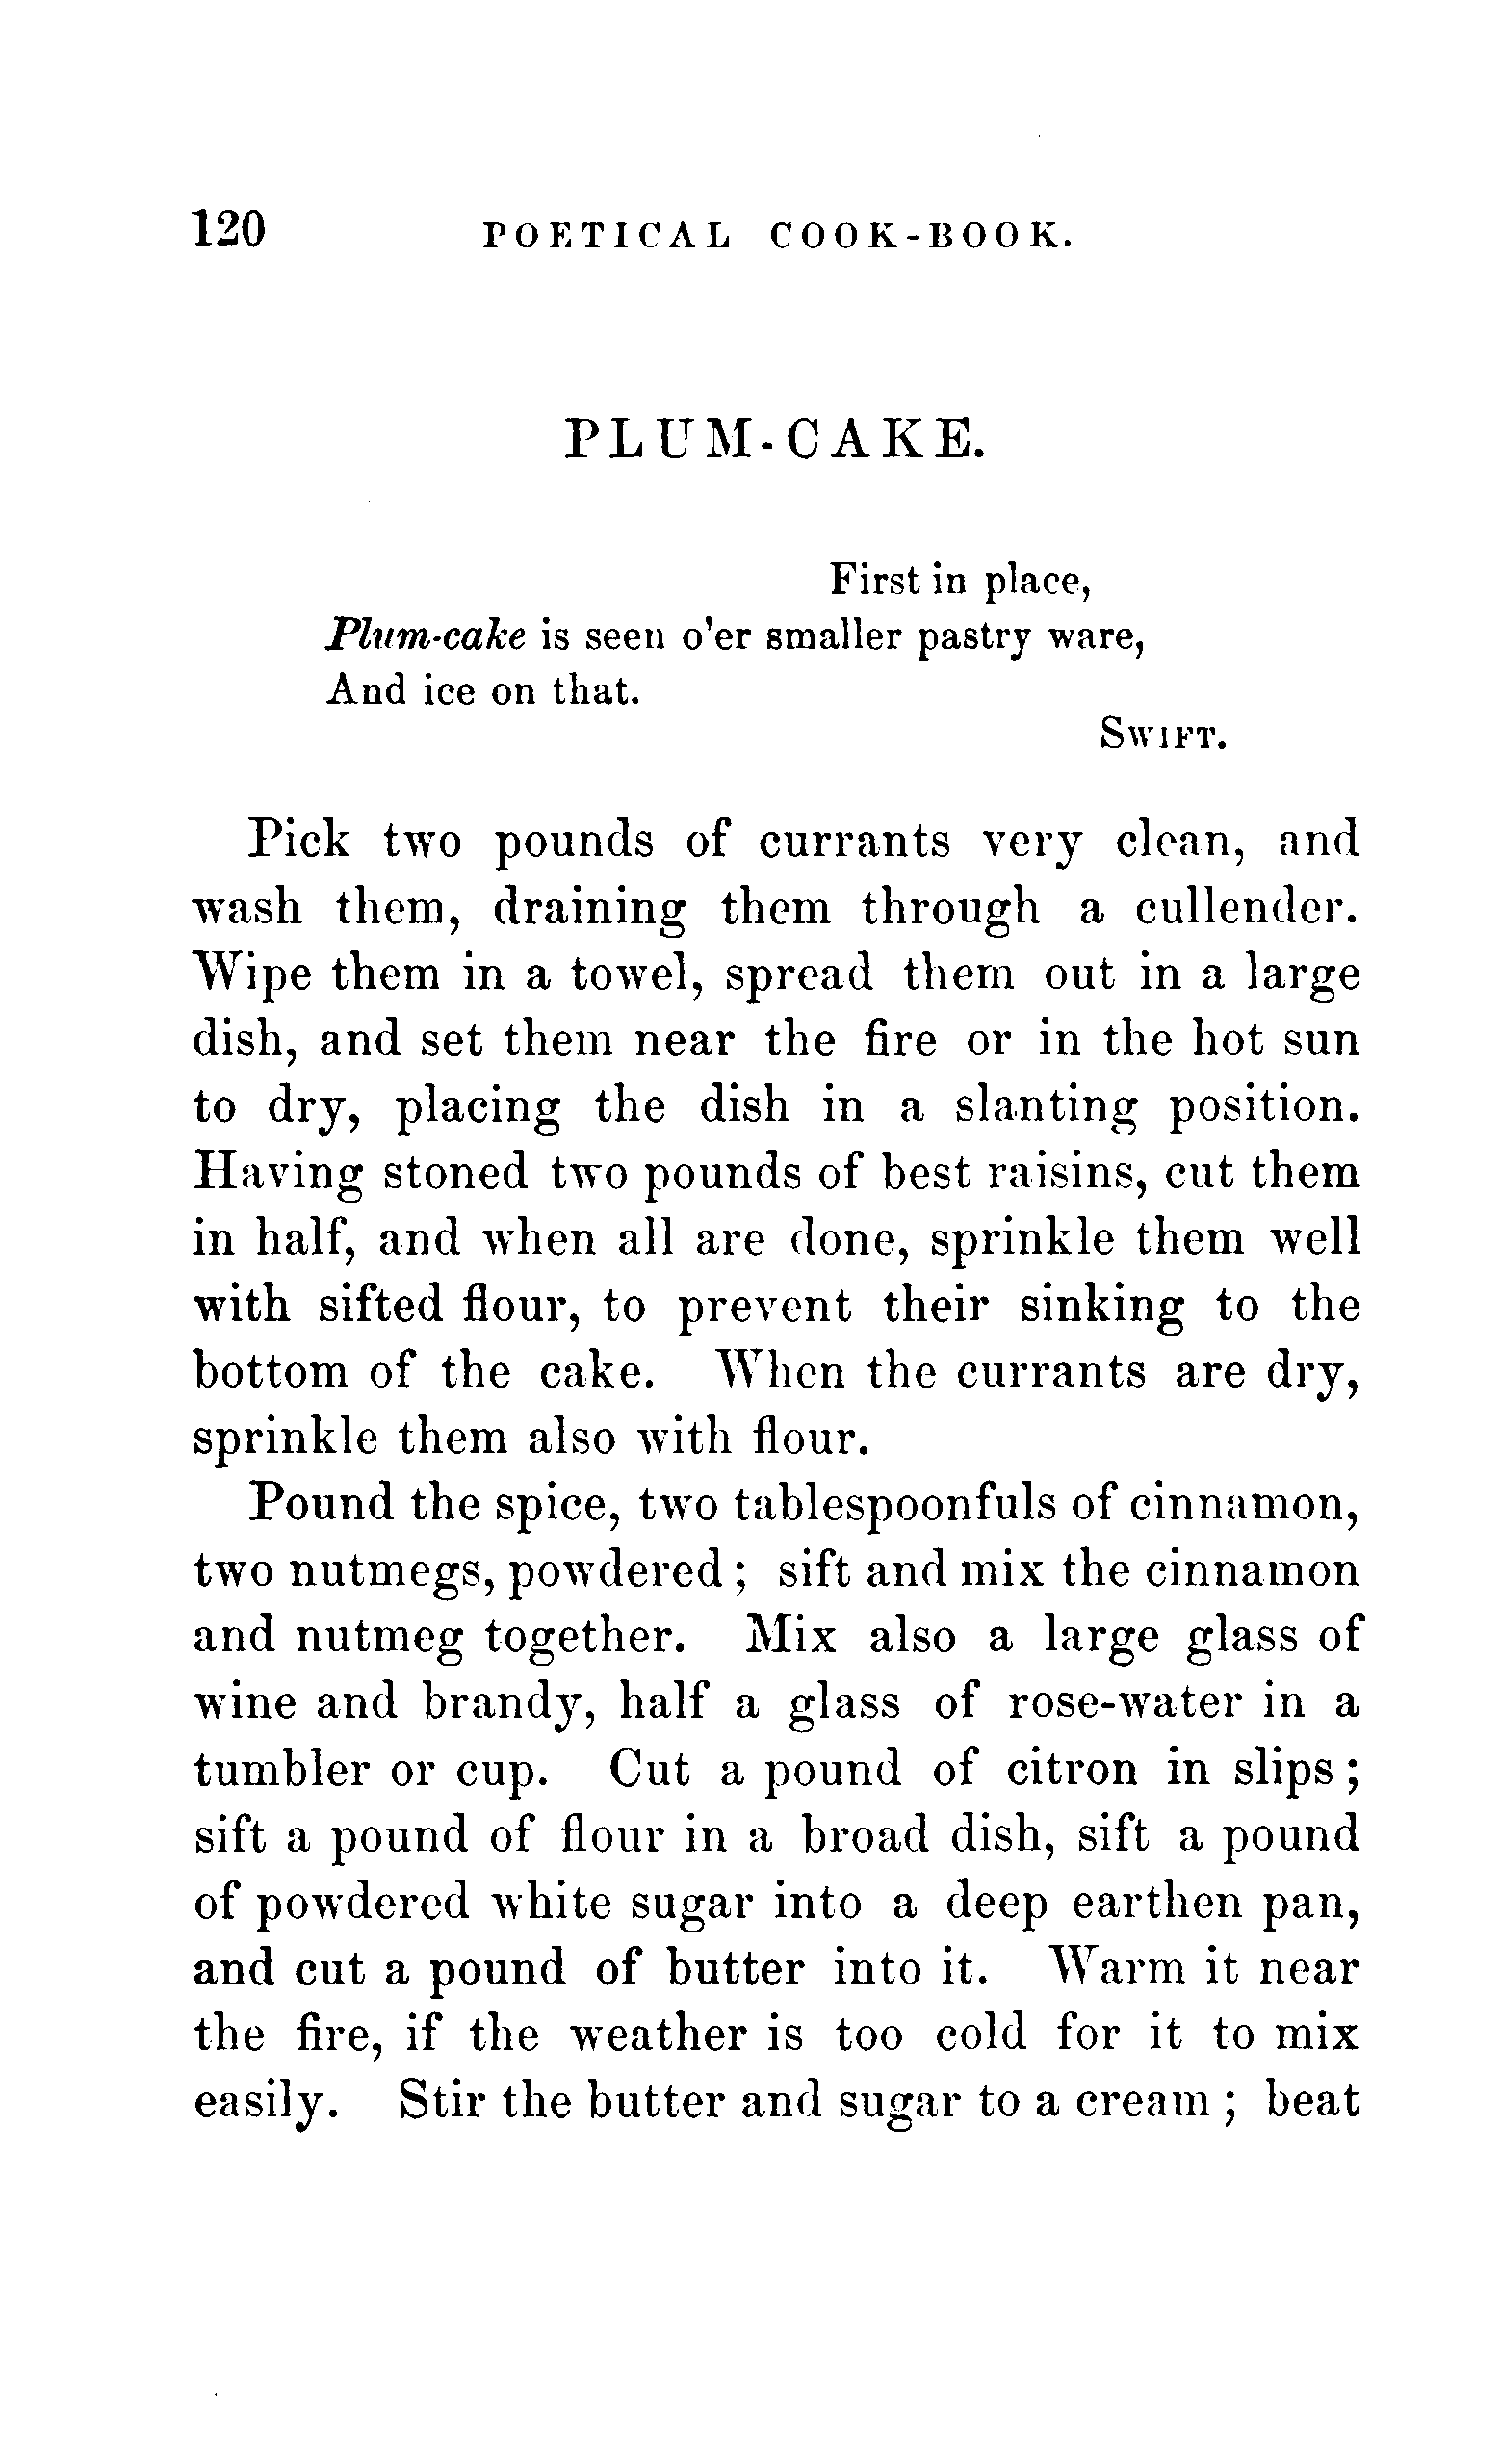 120 POETICAL COOK-BOOK.
PLUM-CAKE.
First in place,
Plum-cake is seen o'er smaller pastry ware,
And ice on that.
SWIFT.
Pick two pounds of currants very clean, and
wash them, draining them through a cullender.
Wipe them in a towel, spread them out in a large
dish, and set them near the fire or in the hot sun
to dry, placing the dish in a slanting position.
Having stoned two pounds of best raisins, cut them
in half, and when all are done, sprinkle them well
with sifted flour, to prevent their sinking to the
bottom of the cake. When the currants are dry,
sprinkle them also with flour.
Pound the spice, two tablespoonfuls of cinnamon,
two nutmegs, powdered; sift and mix the cinnamon
and nutmeg together. Mix also a large glass of
wine and brandy, half a glass of rose-water in a
tumbler or cup. Cut a pound of citron in slips;
sift a pound of flour in a broad dish, sift a pound
of powdered white sugar into a deep earthen pan,
and cut a pound of butter into it. Warm it near
the fire, if the weather is too cold for it to mix
easily. Stir the butter and sugar to a cream; beat